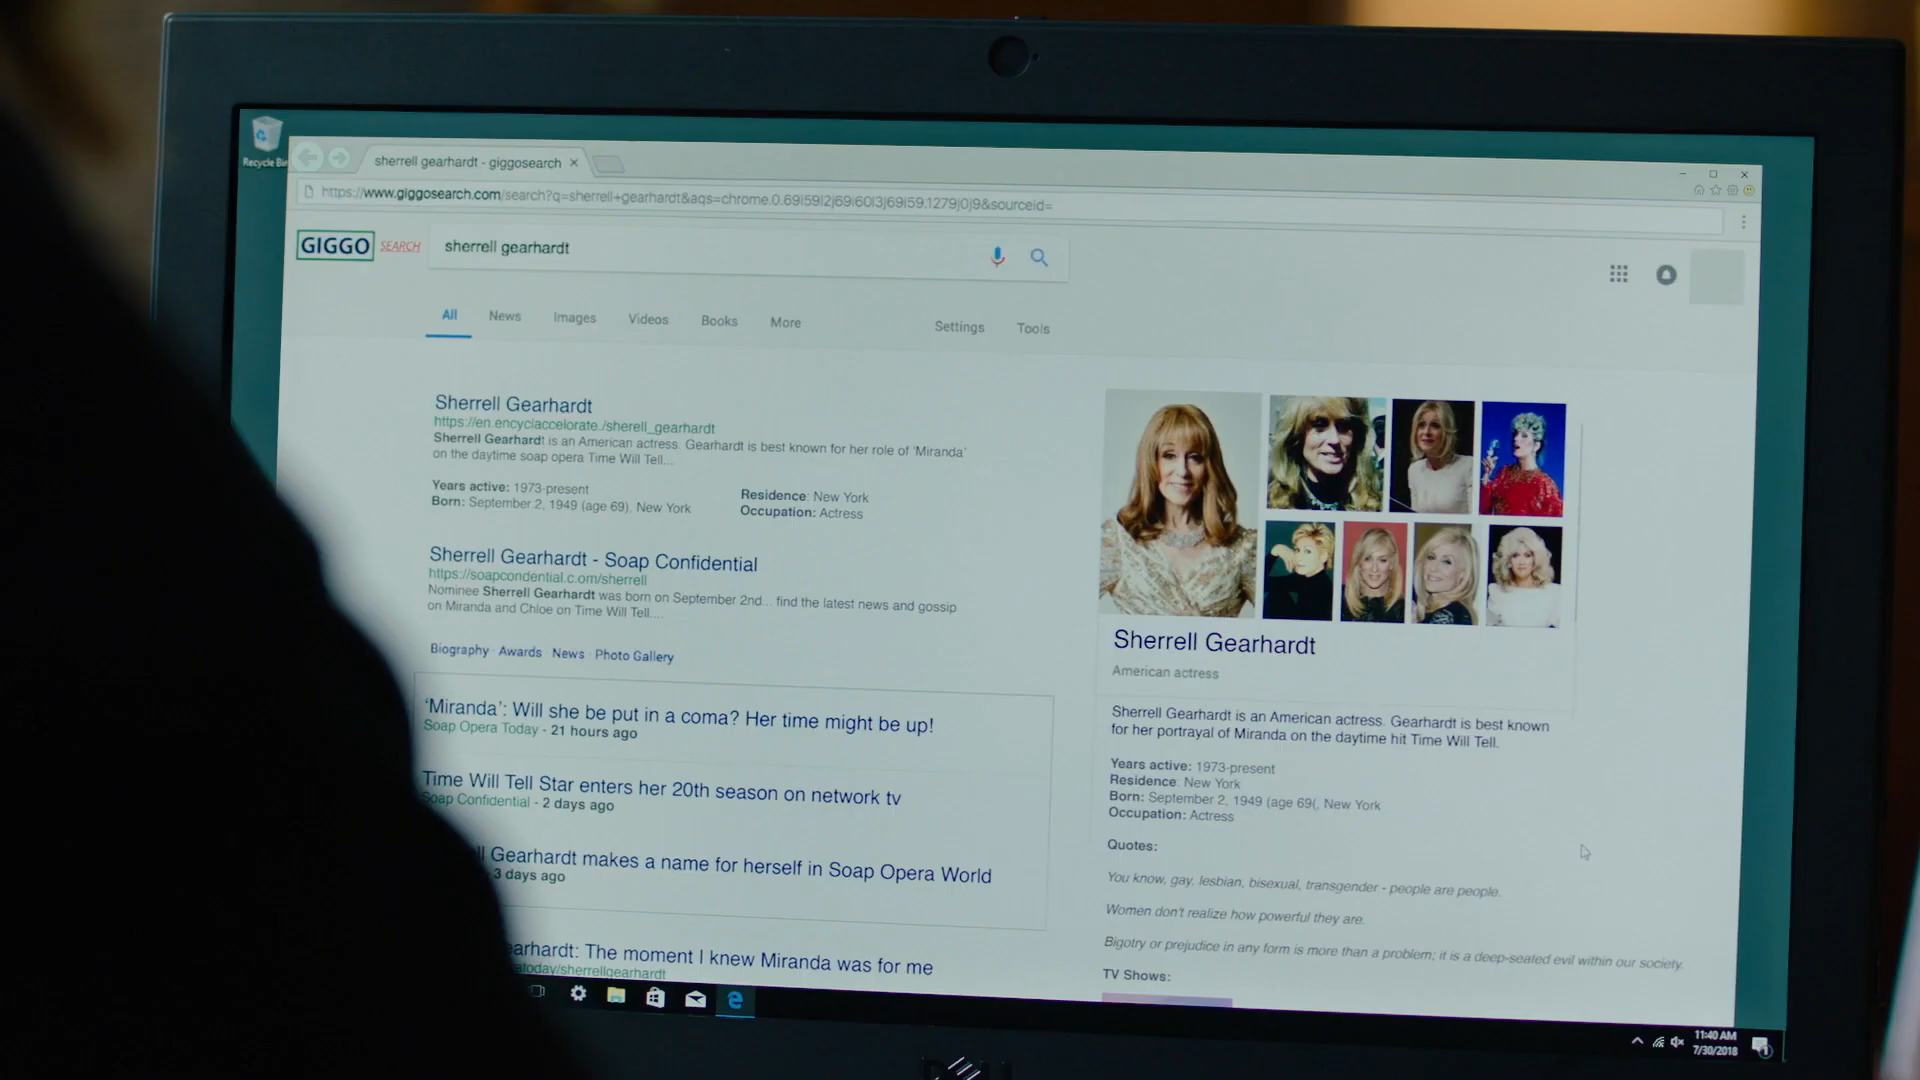 Recycle Bin
sherrell gearhardt - giggosearch
https://www.giggosearch.com/search?q=sherrell+gearhardt&aqs=chrome.0.69i59l2j69i60l3j69i59.1279j0j9&sourceid=
GIGGO SEARCH
sherrell gearhardt
All News Images Videos Books More Settings Tools
Sherrell Gearhardt
https://en.encyclaccelorate./sherell_gearhardt
Sherrell Gearhardt is an American actress. Gearhardt is best known for her role of 'Miranda'
on the daytime soap opera Time Will Tell...
Years active: 1973-present
Born: September 2, 1949 (age 69), New York
Residence: New York
Occupation: Actress
Sherrell Gearhardt - Soap Confidential
https://soapcondential.c.om/sherrell
Nominee Sherrell Gearhardt was born on September 2nd... find the latest news and gossip
on Miranda and Chloe on Time Will Tell....
Biography · Awards · News · Photo Gallery
'Miranda': Will she be put in a coma? Her time might be up!
Soap Opera Today - 21 hours ago
Time Will Tell Star enters her 20th season on network tv
Soap Confidential - 2 days ago
Gearhardt makes a name for herself in Soap Opera World
3 days ago
earhardt: The moment I knew Miranda was for me
atoday/sherrellgearhardt
Sherrell Gearhardt
American actress
Sherrell Gearhardt is an American actress. Gearhardt is best known
for her portrayal of Miranda on the daytime hit Time Will Tell.
Years active: 1973-present
Residence: New York
Born: September 2, 1949 (age 69(, New York
Occupation: Actress
Quotes:
You know, gay, lesbian, bisexual, transgender - people are people.
Women don't realize how powerful they are.
Bigotry or prejudice in any form is more than a problem; it is a deep-seated evil within our society.
TV Shows:
11:40 AM
7/30/2018